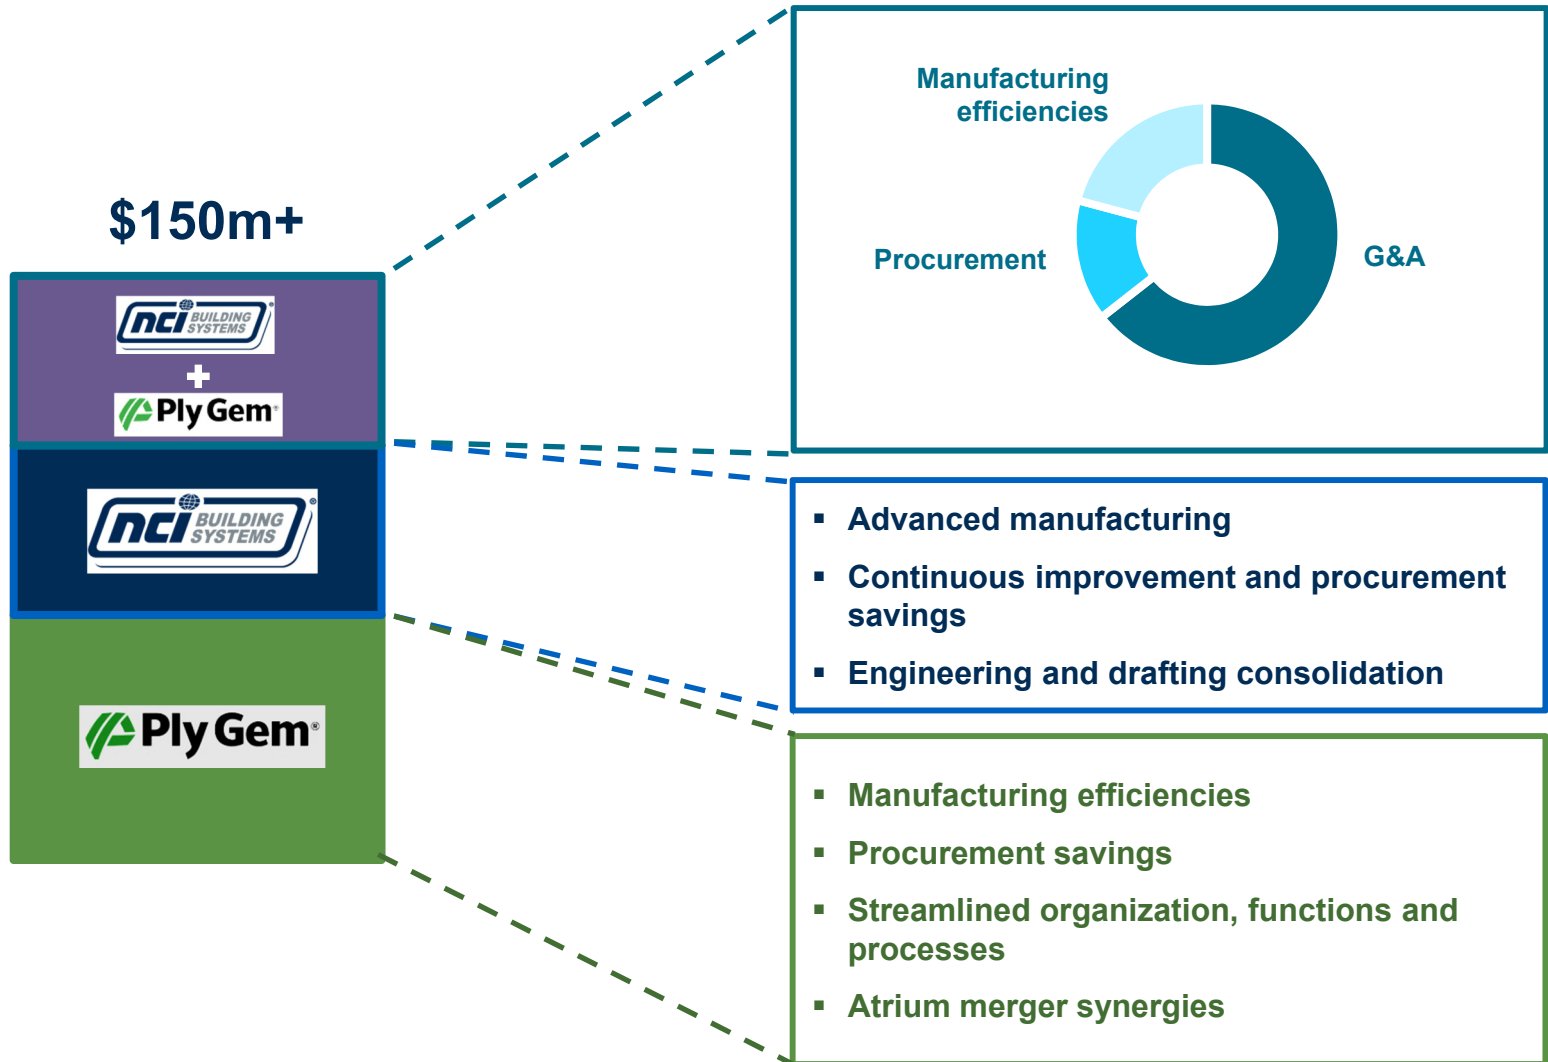 $150m+
nci BUILDING SYSTEMS®
+
Ply Gem®
nci BUILDING SYSTEMS®
Ply Gem®
Manufacturing
efficiencies
Procurement
G&A
▪ Advanced manufacturing
▪ Continuous improvement and procurement
savings
▪ Engineering and drafting consolidation
▪ Manufacturing efficiencies
▪ Procurement savings
▪ Streamlined organization, functions and
processes
▪ Atrium merger synergies